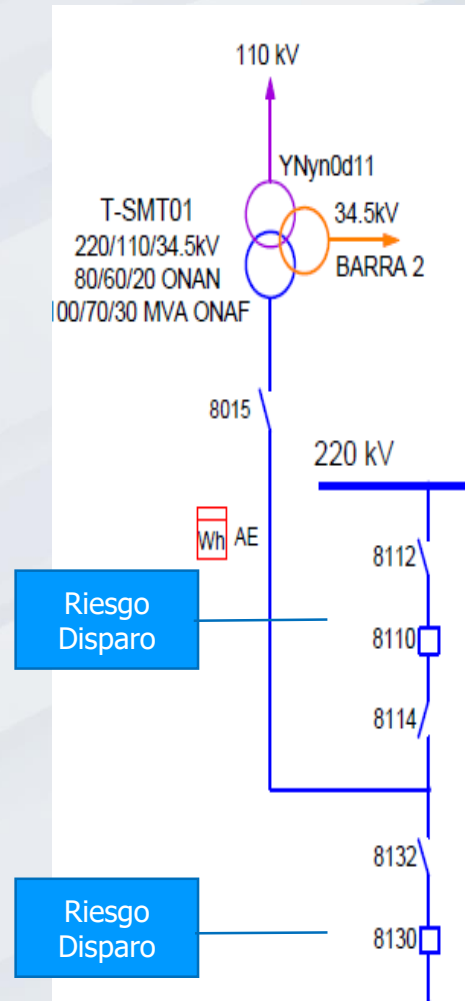 110 kV
YNyn0d11
T-SMT01
220/110/34.5kV
80/60/20 ONAN
100/70/30 MVA ONAF
34.5kV
BARRA 2
8015
220 kV
Wh AE
8112
Riesgo
Disparo
8110
8114
8132
Riesgo
Disparo
8130